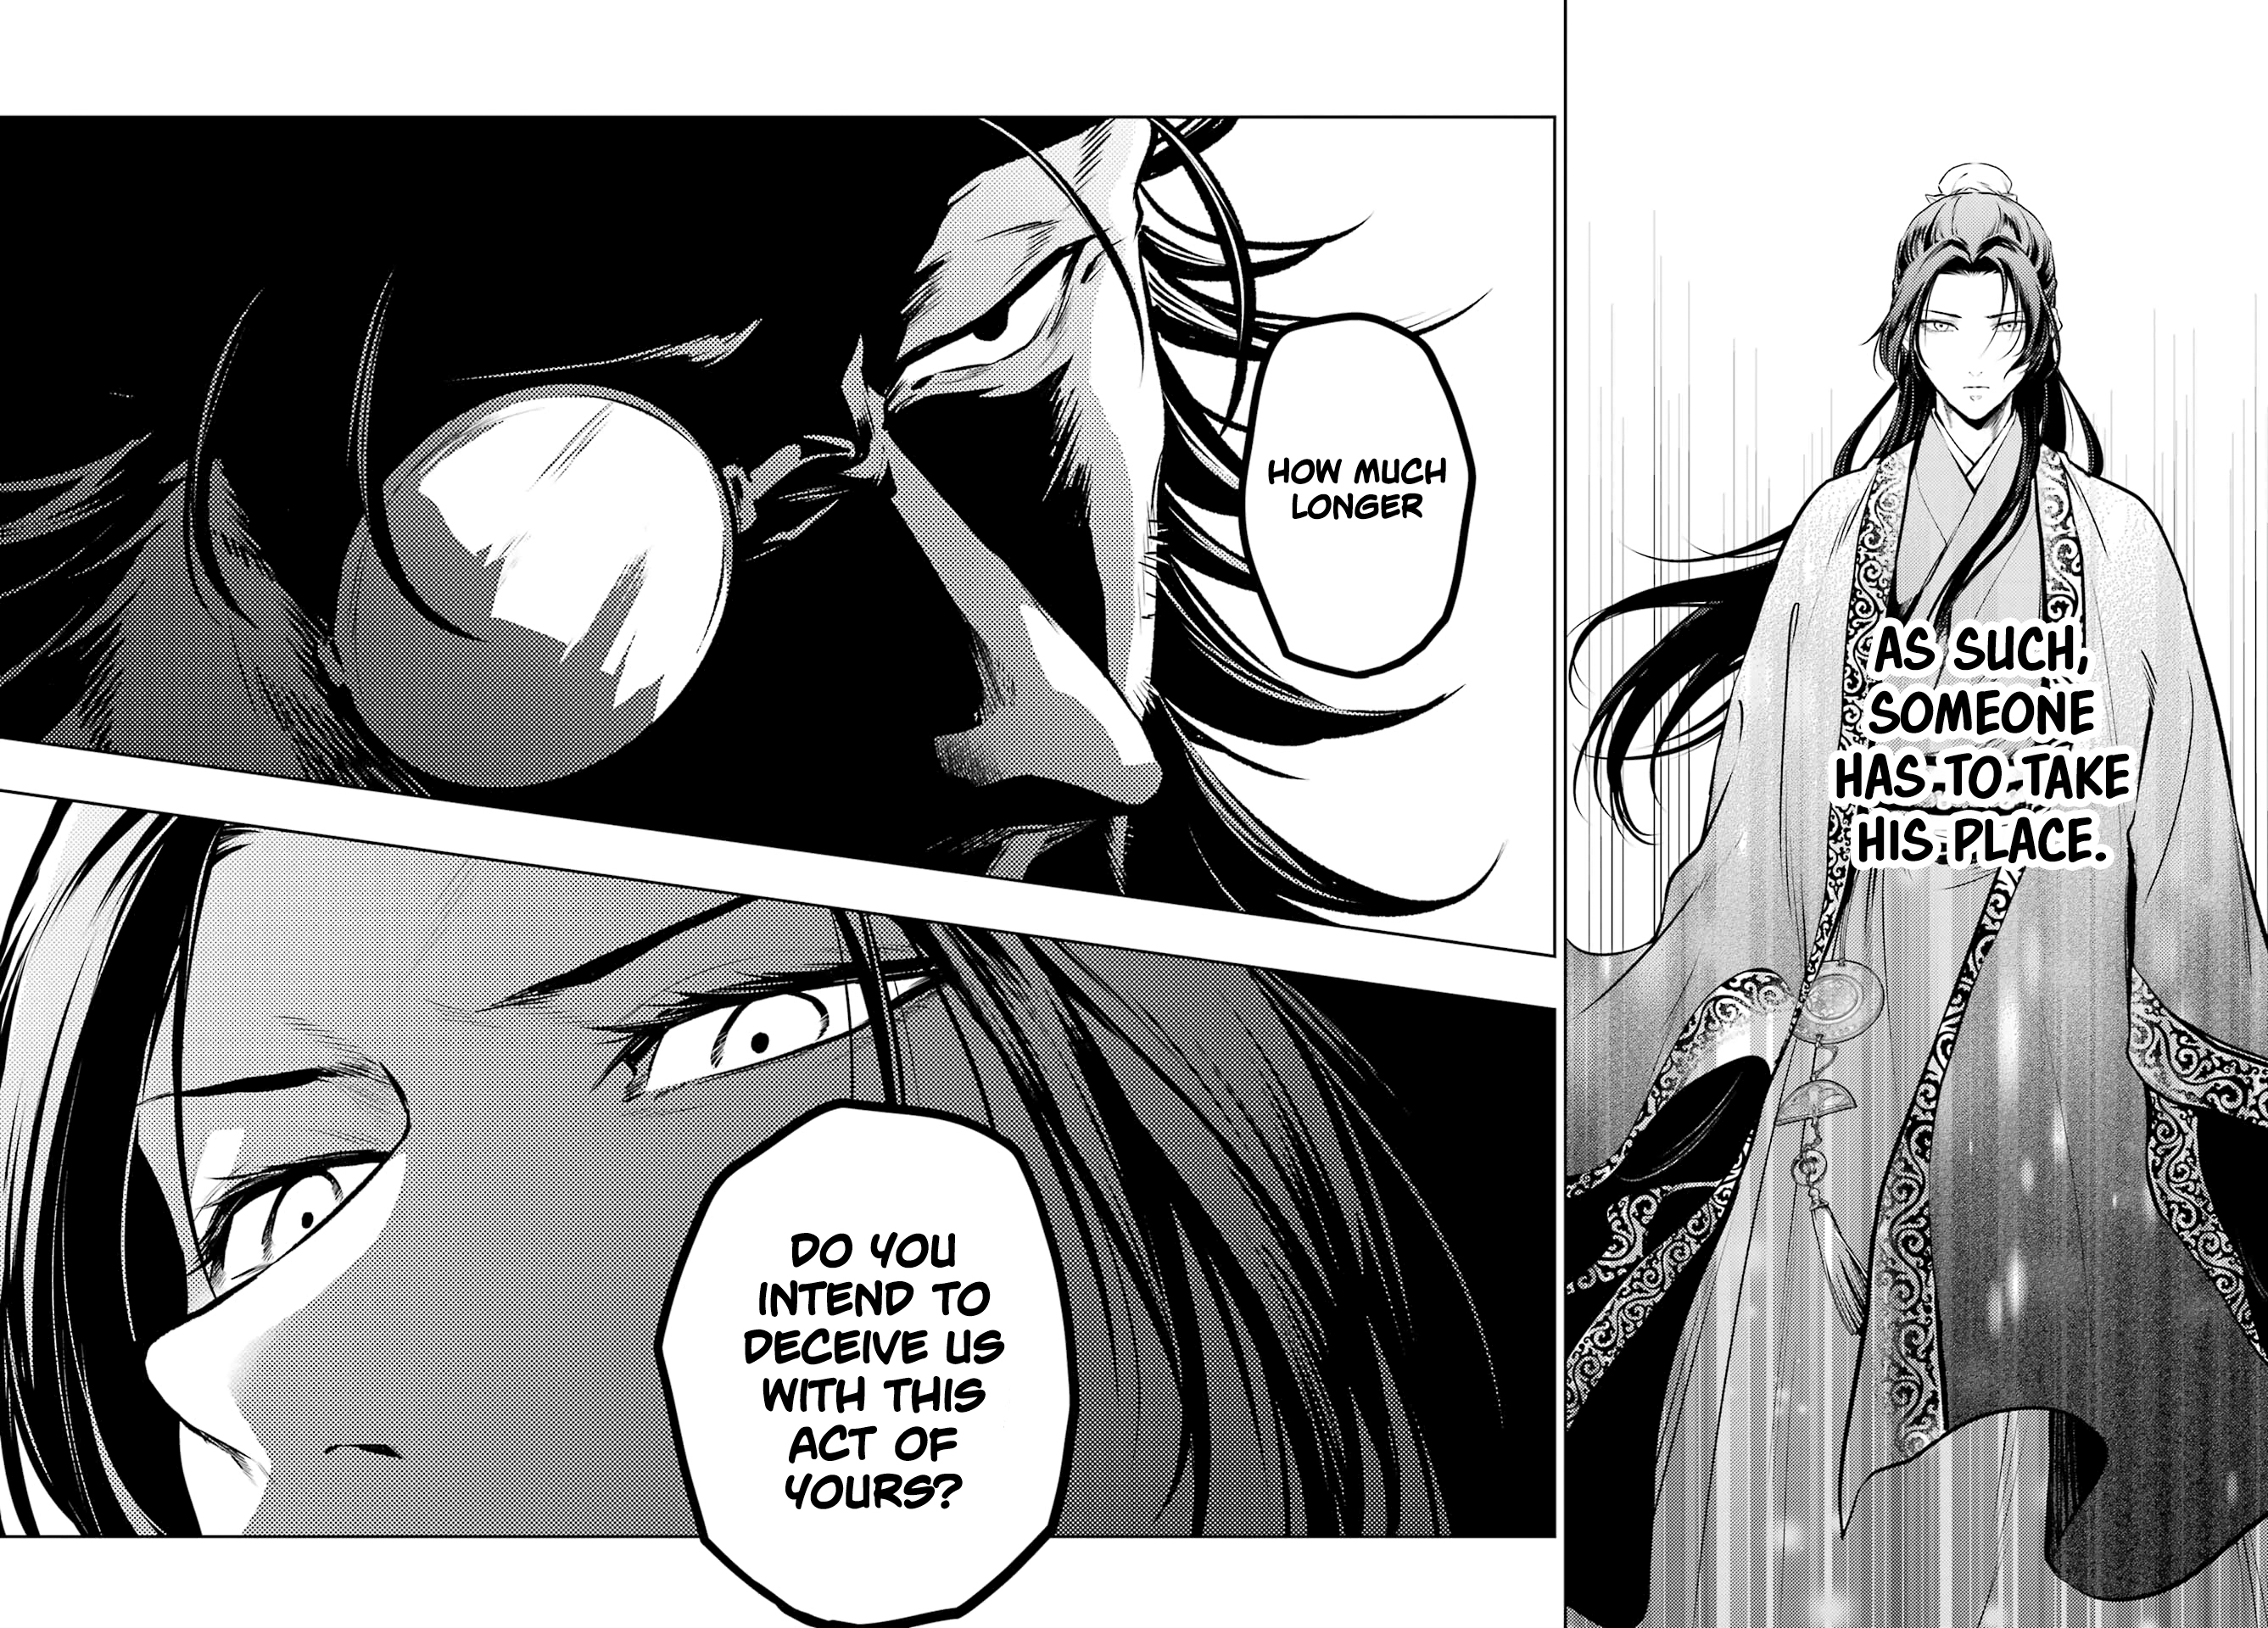 AS SUCH,
SOMEONE
HAS TO TAKE
HIS PLACE.
HOW MUCH
LONGER
DO YOU
INTEND TO
DECEIVE US
WITH THIS
ACT OF
YOURS?